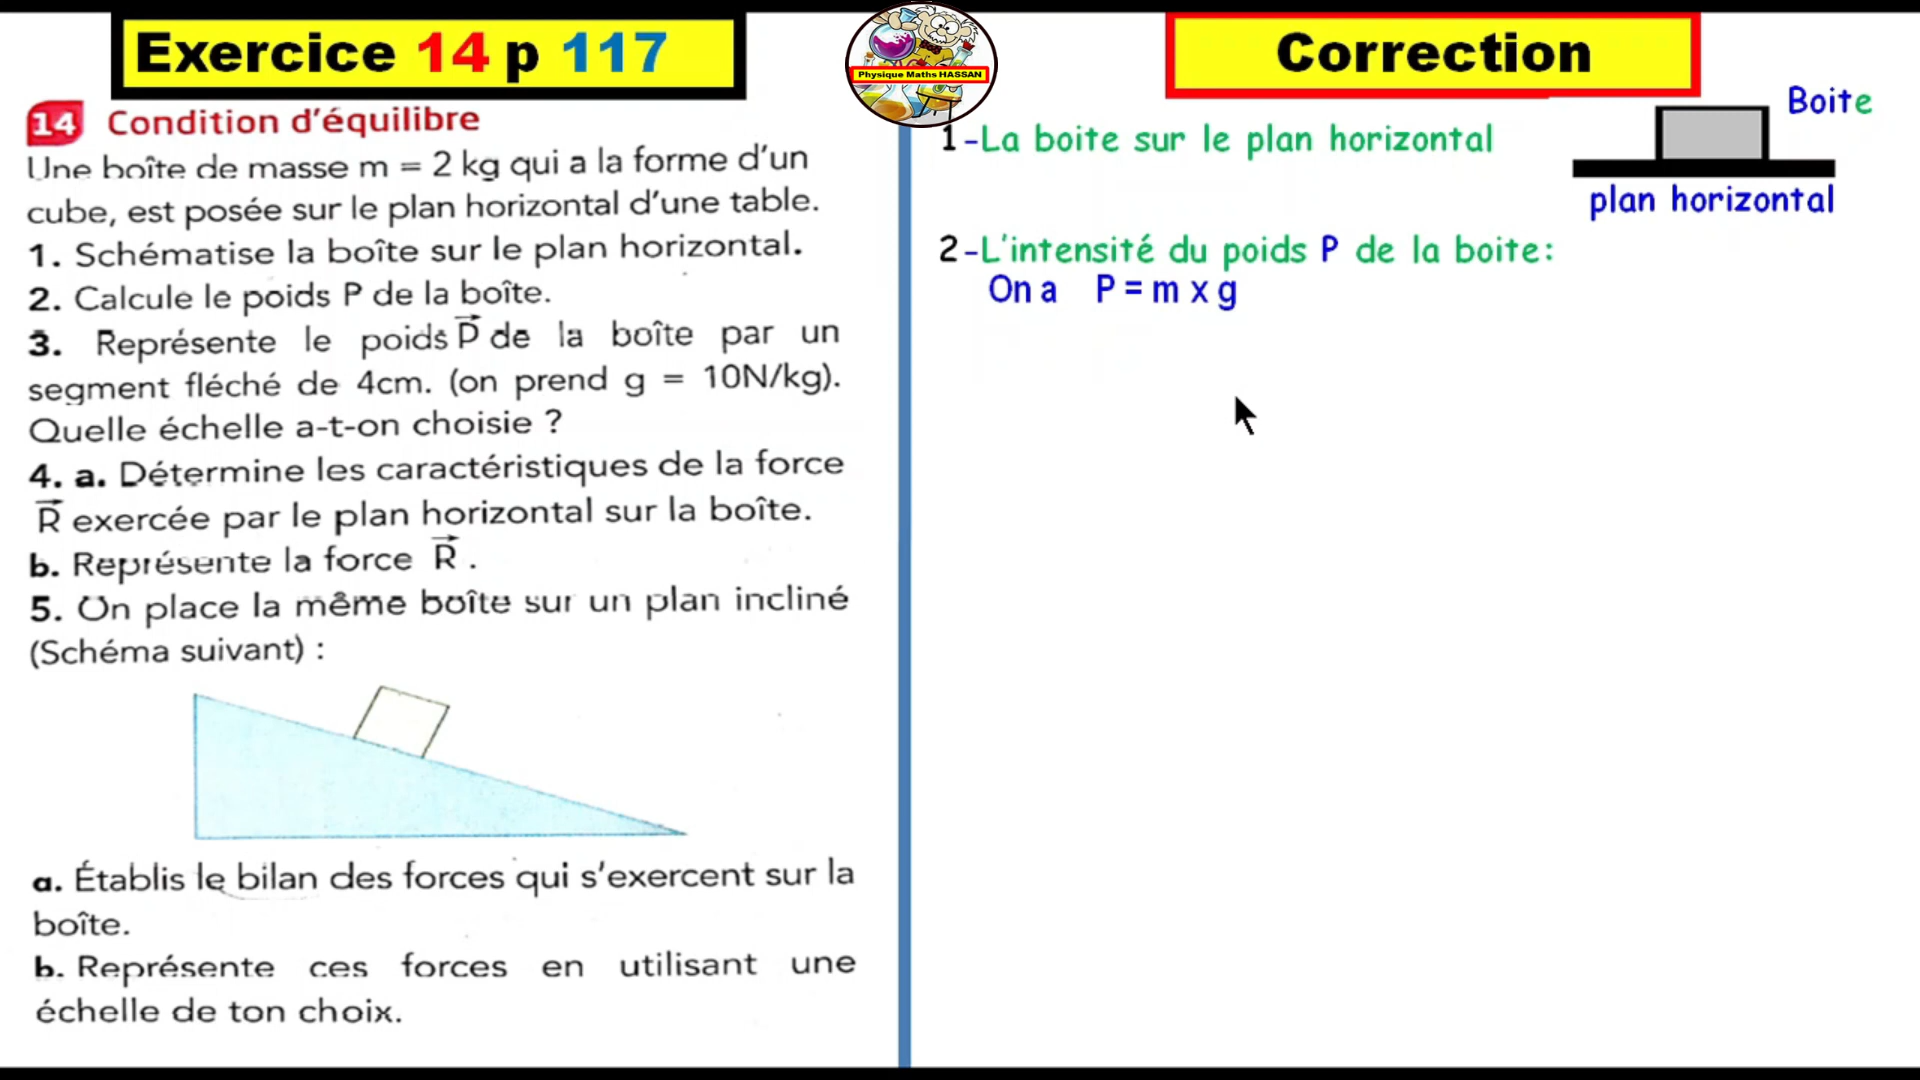 Exercice 14 p 117
Physique Maths HASSAN
Correction
14 Condition d'équilibre
Une boîte de masse m = 2 kg qui a la forme d'un
cube, est posée sur le plan horizontal d'une table.
1. Schématise la boîte sur le plan horizontal.
2. Calcule le poids P de la boîte.
3. Représente le poids P⃗ de la boîte par un
segment fléché de 4cm. (on prend g = 10N/kg).
Quelle échelle a-t-on choisie ?
4. a. Détermine les caractéristiques de la force
R⃗ exercée par le plan horizontal sur la boîte.
b. Représente la force R⃗ .
5. On place la même boîte sur un plan incliné
(Schéma suivant) :
a. Établis le bilan des forces qui s'exercent sur la
boîte.
b. Représente ces forces en utilisant une
échelle de ton choix.
1-La boite sur le plan horizontal
Boite
plan horizontal
2-L'intensité du poids P de la boite:
On a P = m x g